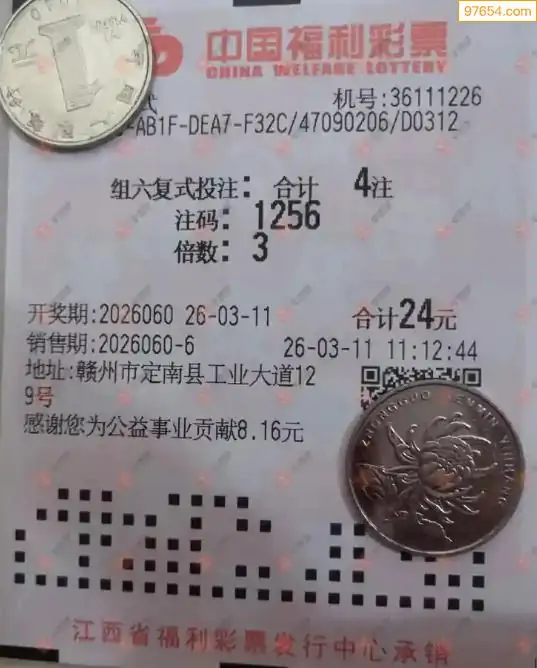 97654.com
中国福利彩票
CHINA WELFARE LOTTERY
式 机号:36111226
-AB1F-DEA7-F32C/47090206/D0312
组六复式投注: 合计 4注
注码: 1256
倍数: 3
开奖期:2026060 26-03-11 合计24元
销售期:2026060-6 26-03-11 11:12:44
地址:赣州市定南县工业大道12
9号
感谢您为公益事业贡献8.16元
ZHONGGUO RENMIN YINHANG
江西省福利彩票发行中心承销